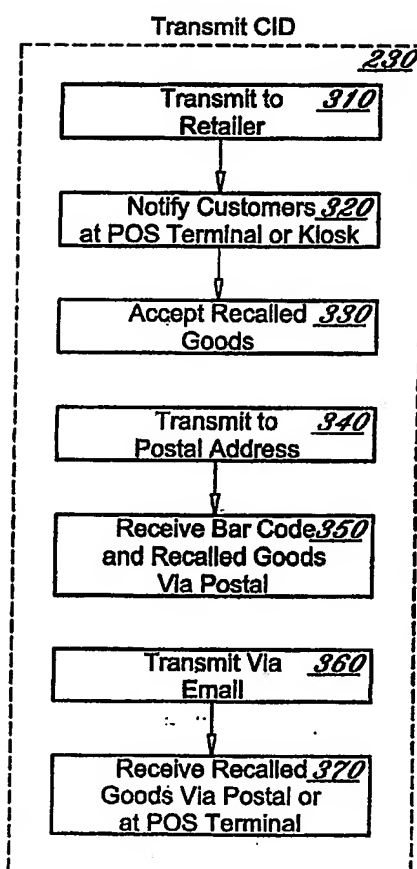 Transmit CID
230
Transmit to 310
Retailer
Notify Customers 320
at POS Terminal or Kiosk
Accept Recalled 330
Goods
Transmit to 340
Postal Address
Receive Bar Code 350
and Recalled Goods
Via Postal
Transmit Via 360
Email
Receive Recalled 370
Goods Via Postal or
at POS Terminal